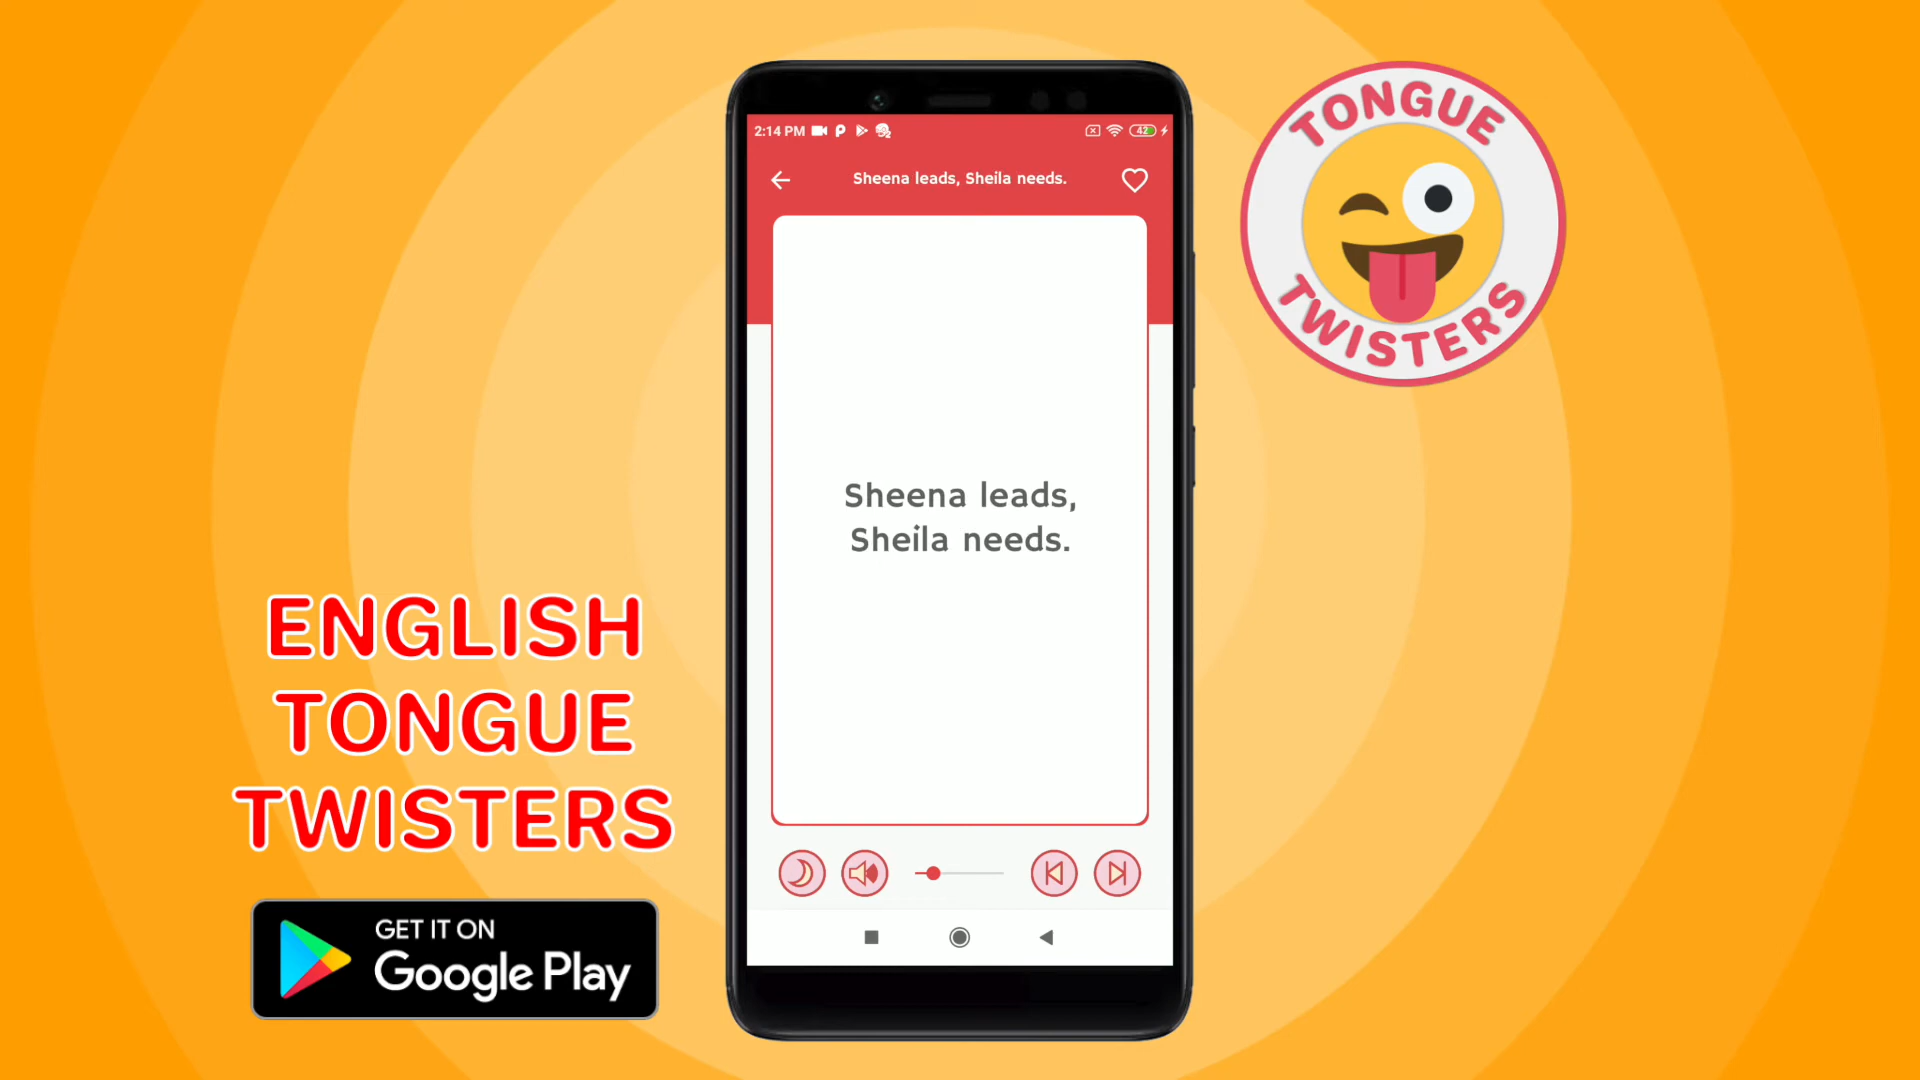 2:14 PM
42
Sheena leads, Sheila needs.
Sheena leads,
Sheila needs.
TONGUE
TWISTERS
ENGLISH
TONGUE
TWISTERS
GET IT ON
Google Play